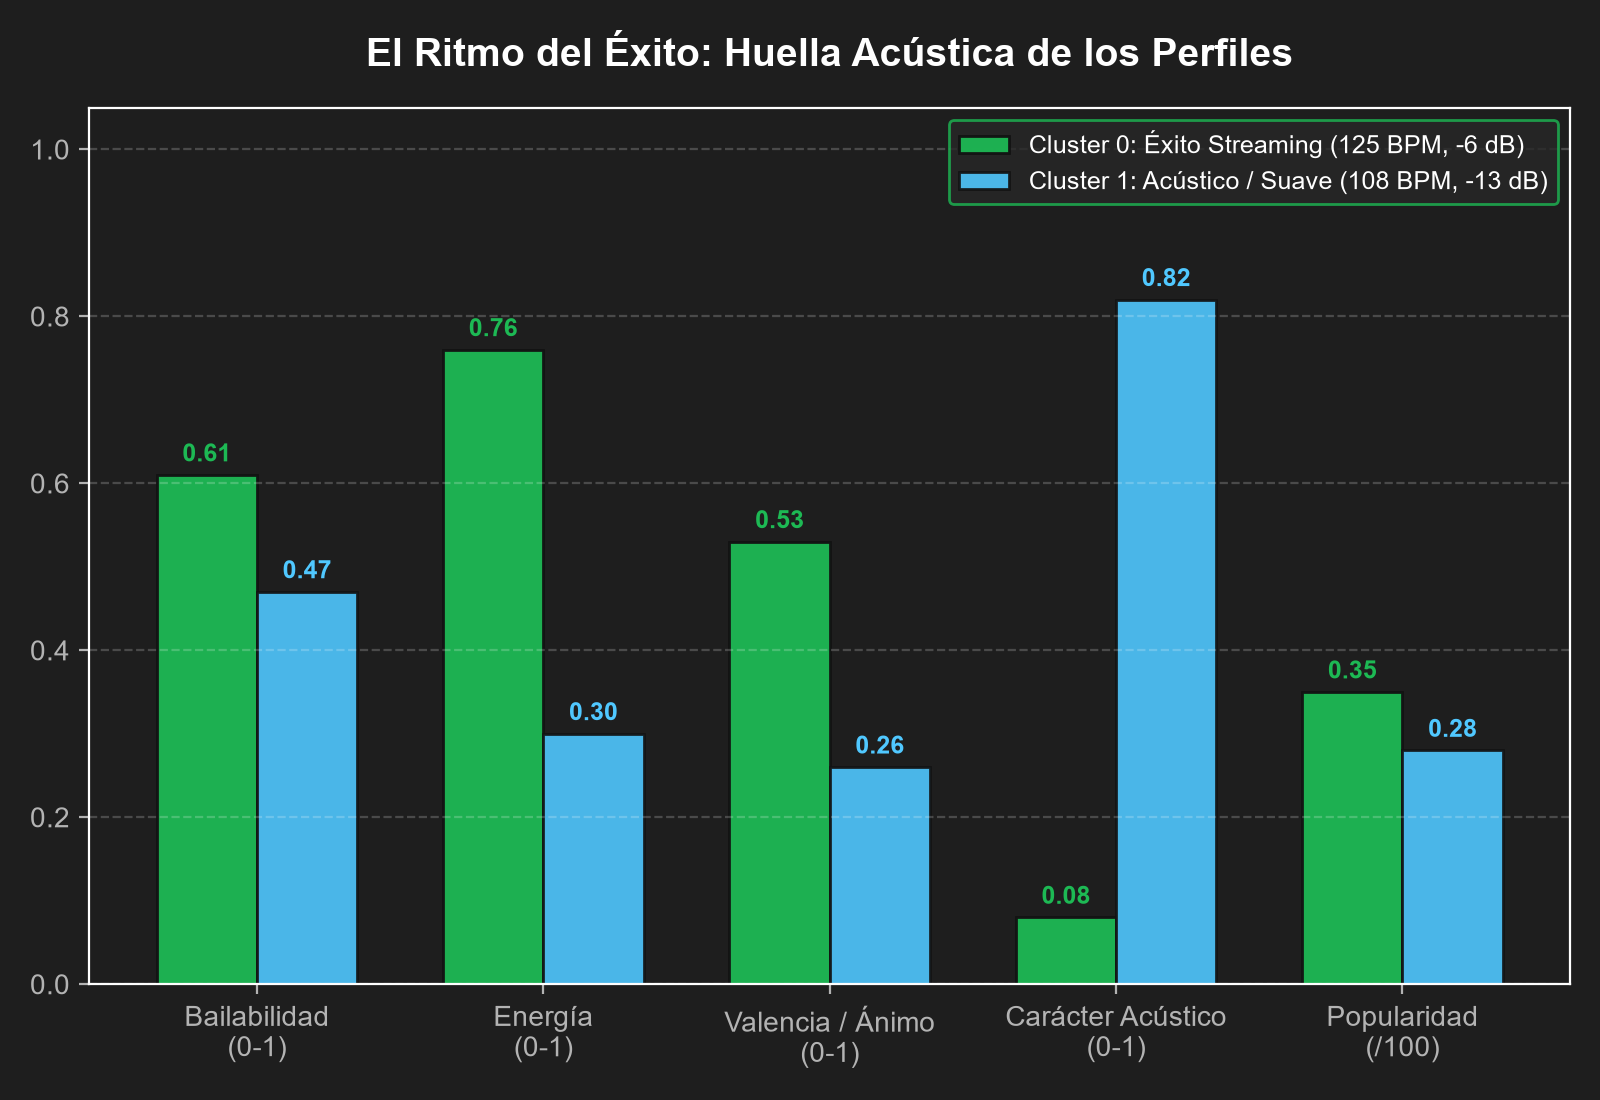 El Ritmo del Éxito: Huella Acústica de los Perfiles
Cluster 0: Éxito Streaming (125 BPM, -6 dB)
Cluster 1: Acústico / Suave (108 BPM, -13 dB)
1.0
0.8
0.6
0.4
0.2
0.0
0.61
0.47
0.76
0.30
0.53
0.26
0.08
0.82
0.35
0.28
Bailabilidad
(0-1)
Energía
(0-1)
Valencia / Ánimo
(0-1)
Carácter Acústico
(0-1)
Popularidad
(/100)